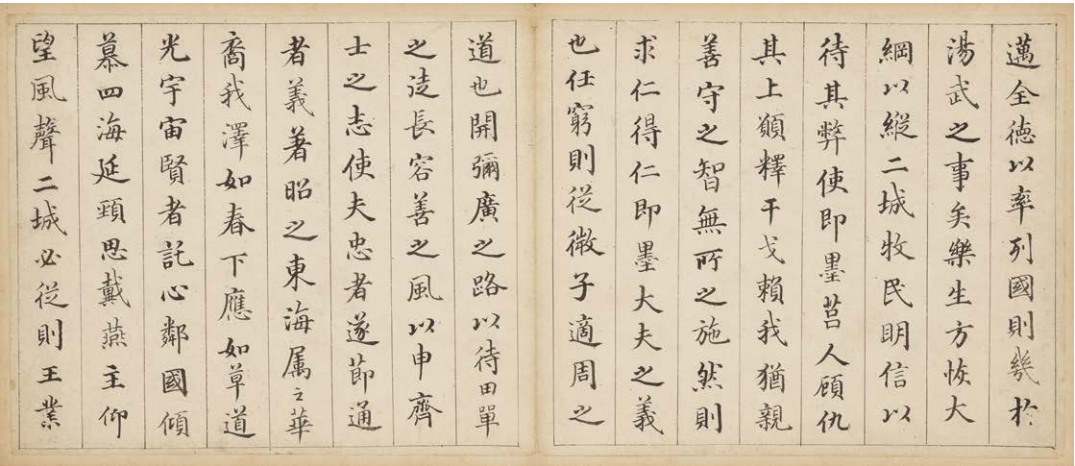 邁全徳以率列國則幾於
湯武之事矣樂生方恢大
綱以縱二城牧民明信以
待其弊使即墨莒人顧仇
其上願釋干戈賴我猶親
善守之智無所之施然則
求仁得仁即墨大夫之義
也任窮則從微子適周之
道也開彌廣之路以待田單
之徒長容善之風以申齊
士之志使夫忠者遂節通
者義著昭之東海属之華
裔我澤如春下應如草道
光宇宙賢者託心鄰國傾
慕四海延頸思戴燕主仰
望風聲二城必從則王業